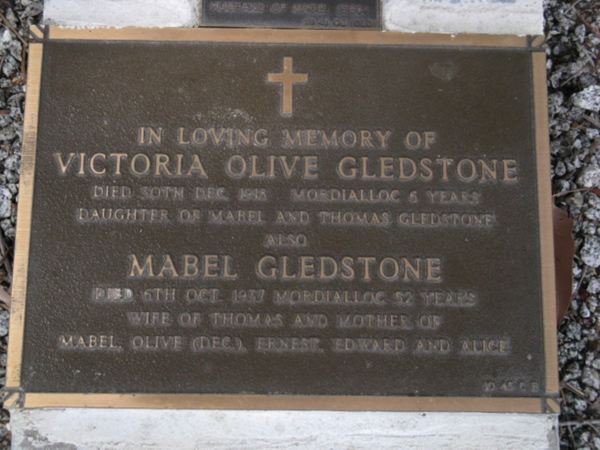 IN LOVING MEMORY OF
VICTORIA OLIVE GLEDSTONE
DIED 30TH DEC. 1913 MORDIALLOC 6 YEARS
DAUGHTER OF MABEL AND THOMAS GLEDSTONE
ALSO
MABEL GLEDSTONE
DIED 6TH OCT. 1937 MORDIALLOC 52 YEARS
WIFE OF THOMAS AND MOTHER OF
MABEL, OLIVE (DEC.), ERNEST, EDWARD AND ALICE